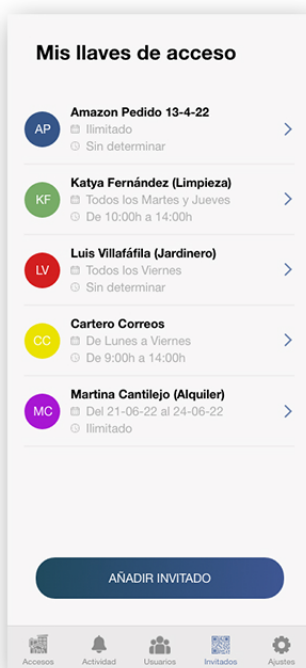 Mis llaves de acceso
Amazon Pedido 13-4-22
AP
Ilimitado
Sin determinar
Katya Fernández (Limpieza)
KF
Todos los Martes y Jueves
De 10:00h a 14:00h
Luis Villafáfila (Jardinero)
LV
Todos los Viernes
Sin determinar
Cartero Correos
CC
De Lunes a Viernes
De 9:00h a 14:00h
Martina Cantilejo (Alquiler)
MC
Del 21-06-22 al 24-06-22
Ilimitado
AÑADIR INVITADO
Accesos
Actividad
Usuarios
Invitados
Ajustes